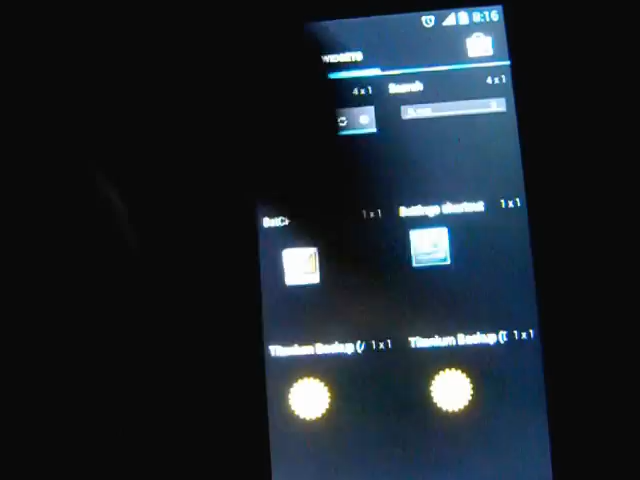 8:16
WIDGETS
4 x 1
Search 4 x 1
1 x 1
Settings shortcut 1 x 1
Titanium Backup (/ 1 x 1
Titanium Backup ([ 1 x 1